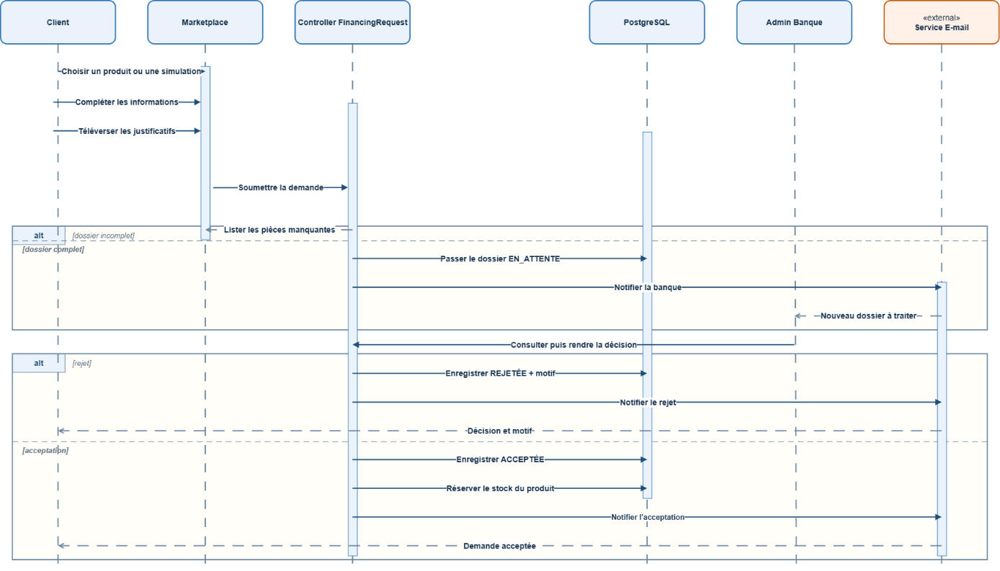 Client
Marketplace
Controller FinancingRequest
PostgreSQL
Admin Banque
«external»
Service E-mail
Choisir un produit ou une simulation
Compléter les informations
Téléverser les justificatifs
Soumettre la demande
Lister les pièces manquantes
alt
[dossier incomplet]
[dossier complet]
Passer le dossier EN_ATTENTE
Notifier la banque
Nouveau dossier à traiter
Consulter puis rendre la décision
alt
[rejet]
Enregistrer REJETÉE + motif
Notifier le rejet
Décision et motif
[acceptation]
Enregistrer ACCEPTÉE
Réserver le stock du produit
Notifier l'acceptation
Demande acceptée